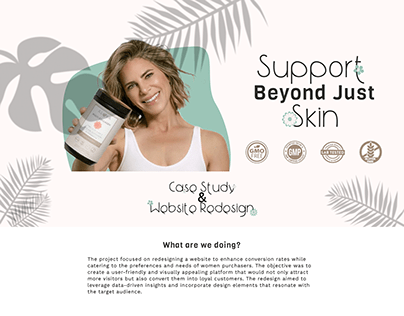 Support
Beyond Just
Skin
GMO
FREE
GMP
LAB TESTED
Case Study
&
Website Redesign
What are we doing?
The project focused on redesigning a website to enhance conversion rates while
catering to the preferences and needs of women purchasers. The objective was to
create a user-friendly and visually appealing platform that would not only attract
more visitors but also convert them into loyal customers. The redesign aimed to
leverage data-driven insights and incorporate design elements that resonate with
the target audience.